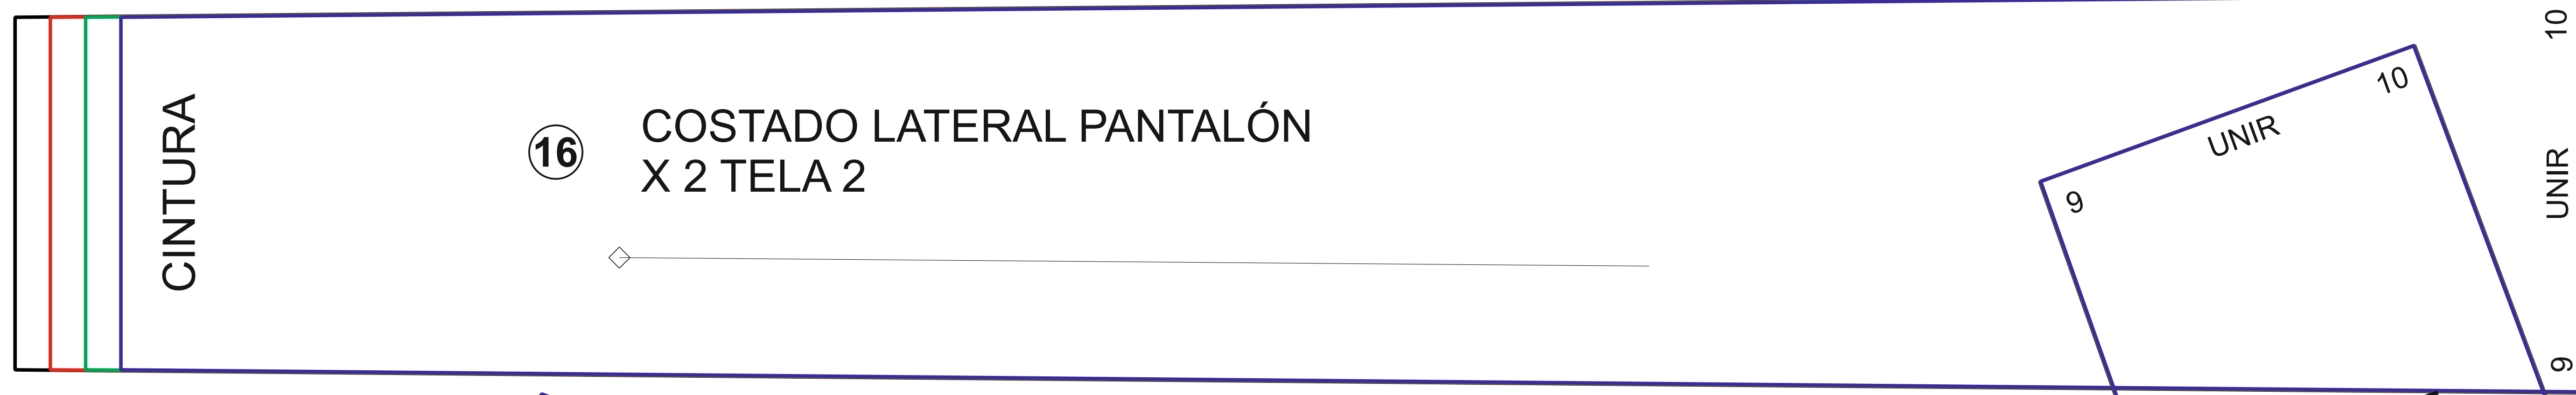 CINTURA
16
COSTADO LATERAL PANTALÓN
X 2 TELA 2
9
UNIR
10
10
UNIR
9